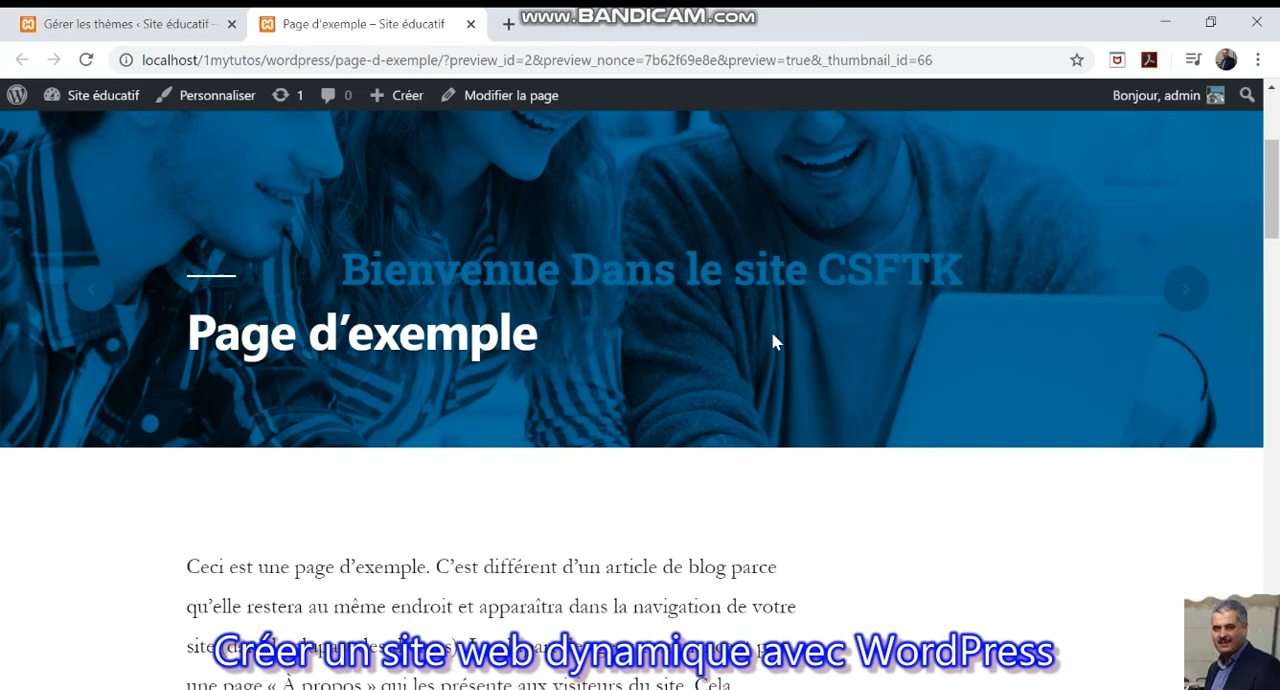 www.BANDICAM.com
Gérer les thèmes ‹ Site éducatif –
Page d'exemple – Site éducatif
localhost/1mytutos/wordpress/page-d-exemple/?preview_id=2&preview_nonce=7b62f69e8e&preview=true&_thumbnail_id=66
Site éducatif Personnaliser 1 0 Créer Modifier la page Bonjour, admin
Bienvenue Dans le site CSFTK
Page d'exemple
Ceci est une page d'exemple. C'est différent d'un article de blog parce
qu'elle restera au même endroit et apparaîtra dans la navigation de votre
Créer un site web dynamique avec WordPress
une page « À propos » qui les présente aux visiteurs du site. Cela